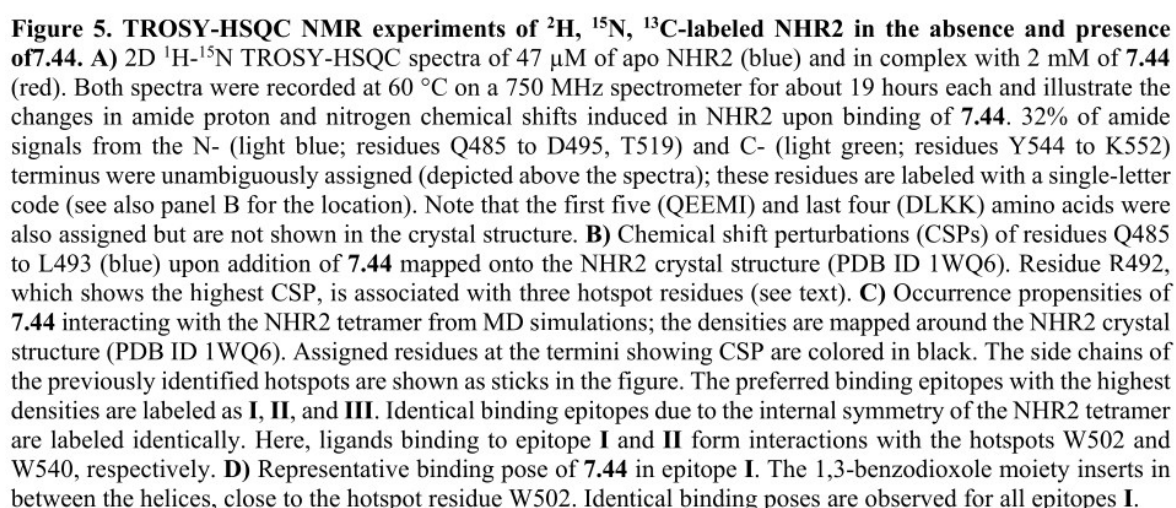 Figure 5. TROSY-HSQC NMR experiments of ²H, ¹⁵N, ¹³C-labeled NHR2 in the absence and presence
of7.44. A) 2D ¹H-¹⁵N TROSY-HSQC spectra of 47 µM of apo NHR2 (blue) and in complex with 2 mM of 7.44
(red). Both spectra were recorded at 60 °C on a 750 MHz spectrometer for about 19 hours each and illustrate the
changes in amide proton and nitrogen chemical shifts induced in NHR2 upon binding of 7.44. 32% of amide
signals from the N- (light blue; residues Q485 to D495, T519) and C- (light green; residues Y544 to K552)
terminus were unambiguously assigned (depicted above the spectra); these residues are labeled with a single-letter
code (see also panel B for the location). Note that the first five (QEEMI) and last four (DLKK) amino acids were
also assigned but are not shown in the crystal structure. B) Chemical shift perturbations (CSPs) of residues Q485
to L493 (blue) upon addition of 7.44 mapped onto the NHR2 crystal structure (PDB ID 1WQ6). Residue R492,
which shows the highest CSP, is associated with three hotspot residues (see text). C) Occurrence propensities of
7.44 interacting with the NHR2 tetramer from MD simulations; the densities are mapped around the NHR2 crystal
structure (PDB ID 1WQ6). Assigned residues at the termini showing CSP are colored in black. The side chains of
the previously identified hotspots are shown as sticks in the figure. The preferred binding epitopes with the highest
densities are labeled as I, II, and III. Identical binding epitopes due to the internal symmetry of the NHR2 tetramer
are labeled identically. Here, ligands binding to epitope I and II form interactions with the hotspots W502 and
W540, respectively. D) Representative binding pose of 7.44 in epitope I. The 1,3-benzodioxole moiety inserts in
between the helices, close to the hotspot residue W502. Identical binding poses are observed for all epitopes I.